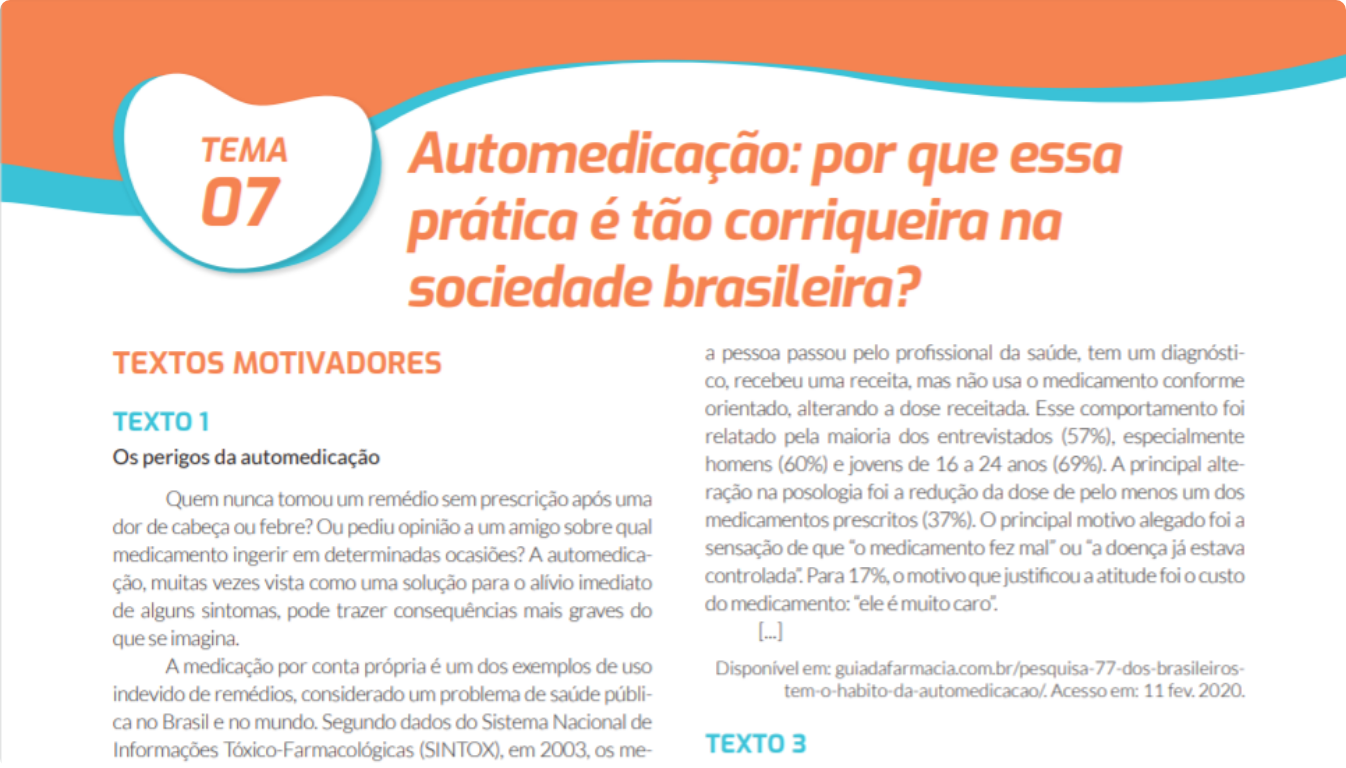 TEMA
07
Automedicação: por que essa
prática é tão corriqueira na
sociedade brasileira?
TEXTOS MOTIVADORES
TEXTO 1
Os perigos da automedicação
Quem nunca tomou um remédio sem prescrição após uma
dor de cabeça ou febre? Ou pediu opinião a um amigo sobre qual
medicamento ingerir em determinadas ocasiões? A automedica-
ção, muitas vezes vista como uma solução para o alívio imediato
de alguns sintomas, pode trazer consequências mais graves do
que se imagina.
A medicação por conta própria é um dos exemplos de uso
indevido de remédios, considerado um problema de saúde públi-
ca no Brasil e no mundo. Segundo dados do Sistema Nacional de
Informações Tóxico-Farmacológicas (SINTOX), em 2003, os me-
a pessoa passou pelo profissional da saúde, tem um diagnósti-
co, recebeu uma receita, mas não usa o medicamento conforme
orientado, alterando a dose receitada. Esse comportamento foi
relatado pela maioria dos entrevistados (57%), especialmente
homens (60%) e jovens de 16 a 24 anos (69%). A principal alte-
ração na posologia foi a redução da dose de pelo menos um dos
medicamentos prescritos (37%). O principal motivo alegado foi a
sensação de que “o medicamento fez mal” ou “a doença já estava
controlada”. Para 17%, o motivo que justificou a atitude foi o custo
do medicamento: “ele é muito caro”.
[...]
Disponível em: guiadafarmacia.com.br/pesquisa-77-dos-brasileiros-
tem-o-habito-da-automedicacao/. Acesso em: 11 fev. 2020.
TEXTO 3